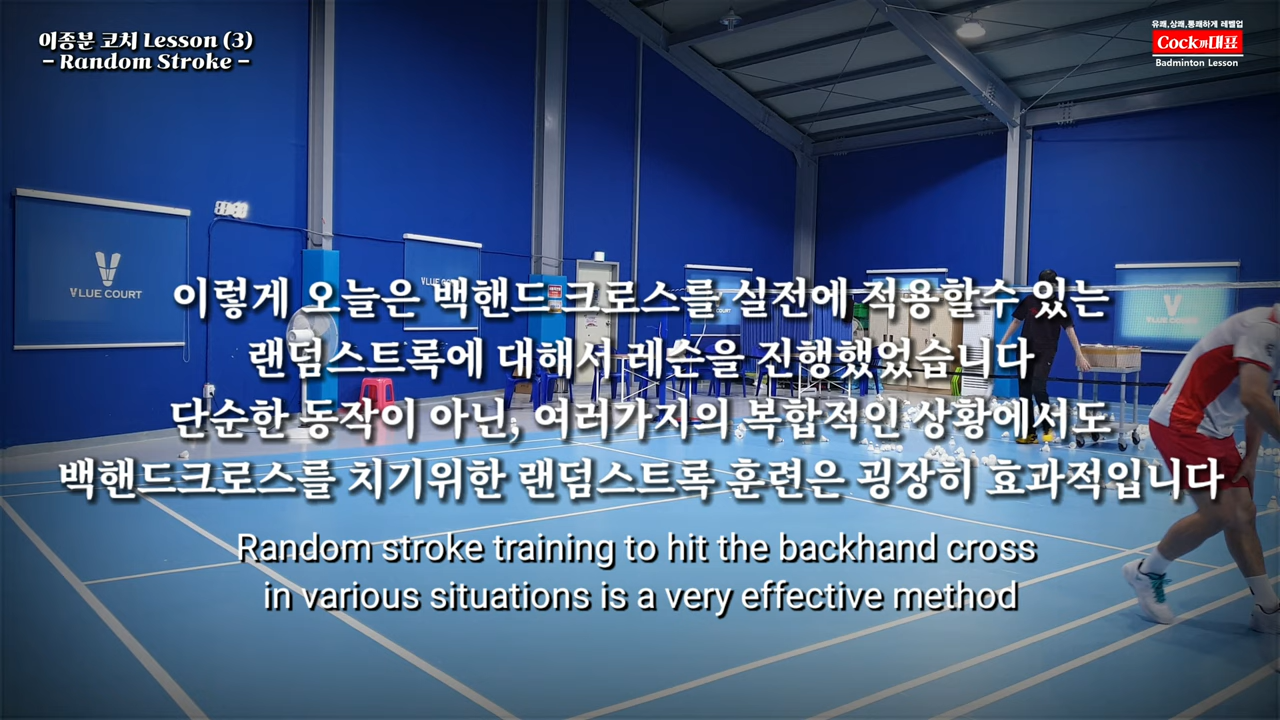 이종분 코치 Lesson (3)
- Random Stroke -
유쾌,상쾌,통쾌하게 레벨업
Cock까대표
Badminton Lesson
VLUE COURT
VLUE COURT
이렇게 오늘은 백핸드크로스를 실전에 적용할수 있는
랜덤스트록에 대해서 레슨을 진행했었습니다
단순한 동작이 아닌, 여러가지의 복합적인 상황에서도
백핸드크로스를 치기위한 랜덤스트록 훈련은 굉장히 효과적입니다
Random stroke training to hit the backhand cross
in various situations is a very effective method